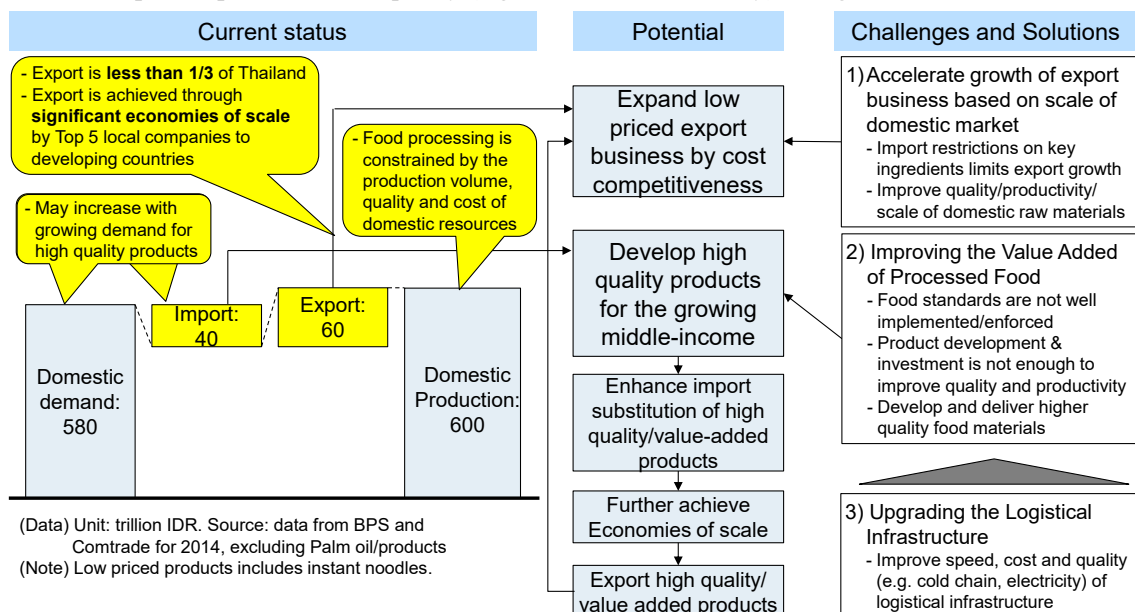 Current status
Potential
Challenges and Solutions
- Export is less than 1/3 of Thailand
- Export is achieved through
significant economies of scale
by Top 5 local companies to
developing countries
- May increase with
growing demand for
high quality products
- Food processing is
constrained by the
production volume,
quality and cost of
domestic resources
Domestic
demand:
580
Import:
40
Export:
60
Domestic
Production:
600
(Data) Unit: trillion IDR. Source: data from BPS and
Comtrade for 2014, excluding Palm oil/products
(Note) Low priced products includes instant noodles.
Expand low
priced export
business by cost
competitiveness
Develop high
quality products
for the growing
middle-income
Enhance import
substitution of high
quality/value-added
products
Further achieve
Economies of scale
Export high quality/
value added products
1) Accelerate growth of export
business based on scale of
domestic market
- Import restrictions on key
ingredients limits export growth
- Improve quality/productivity/
scale of domestic raw materials
2) Improving the Value Added
of Processed Food
- Food standards are not well
implemented/enforced
- Product development &
investment is not enough to
improve quality and productivity
- Develop and deliver higher
quality food materials
3) Upgrading the Logistical
Infrastructure
- Improve speed, cost and quality
(e.g. cold chain, electricity) of
logistical infrastructure